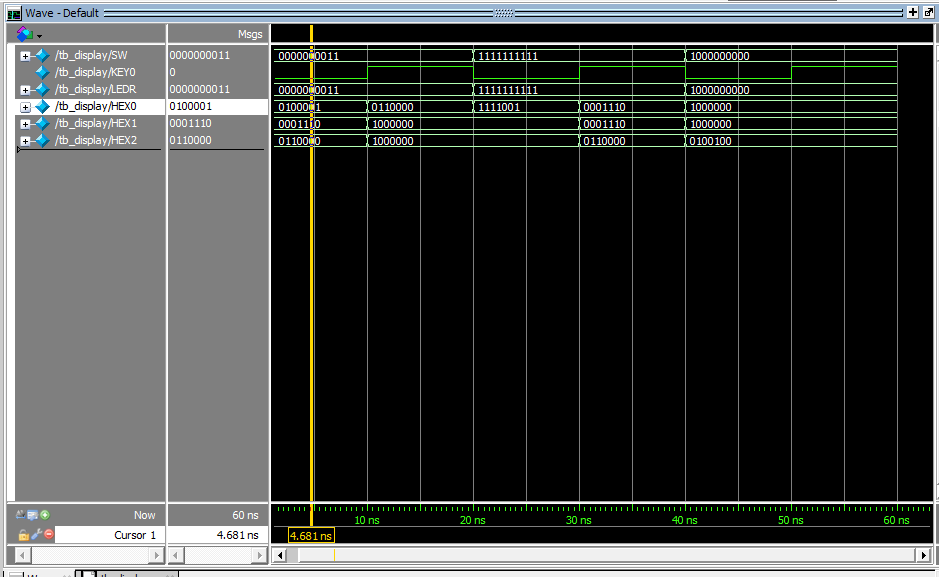 Wave - Default
Msgs
/tb_display/SW 0000000011 0000000011 1111111111 1000000000
/tb_display/KEY0 0
/tb_display/LEDR 0000000011 0000000011 1111111111 1000000000
/tb_display/HEX0 0100001 0100001 0110000 1111001 0001110 1000000
/tb_display/HEX1 0001110 0001110 1000000 0001110 1000000
/tb_display/HEX2 0110000 0110000 1000000 0110000 0100100
Now 60 ns 10 ns 20 ns 30 ns 40 ns 50 ns 60 ns
Cursor 1 4.681 ns 4.681 ns